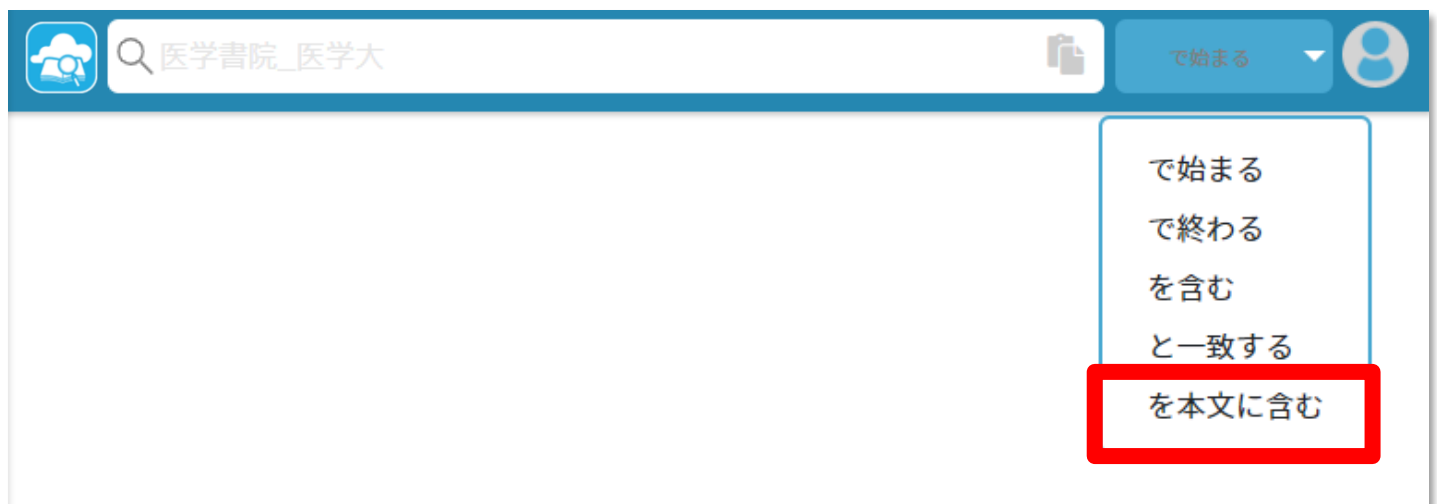 医学書院_医学大
で始まる
で始まる
で終わる
を含む
と一致する
を本文に含む